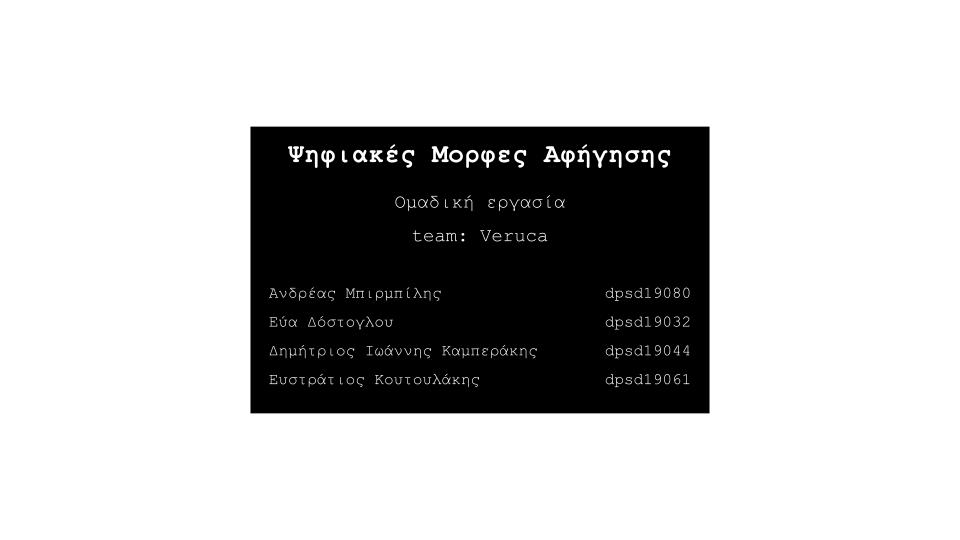 Ψηφιακές Μορφες Αφήγησης
Ομαδική εργασία
team: Veruca
Ανδρέας Μπιρμπίλης dpsd19080
Εύα Δόστογλου dpsd19032
Δημήτριος Ιωάννης Καμπεράκης dpsd19044
Ευστράτιος Κουτουλάκης dpsd19061